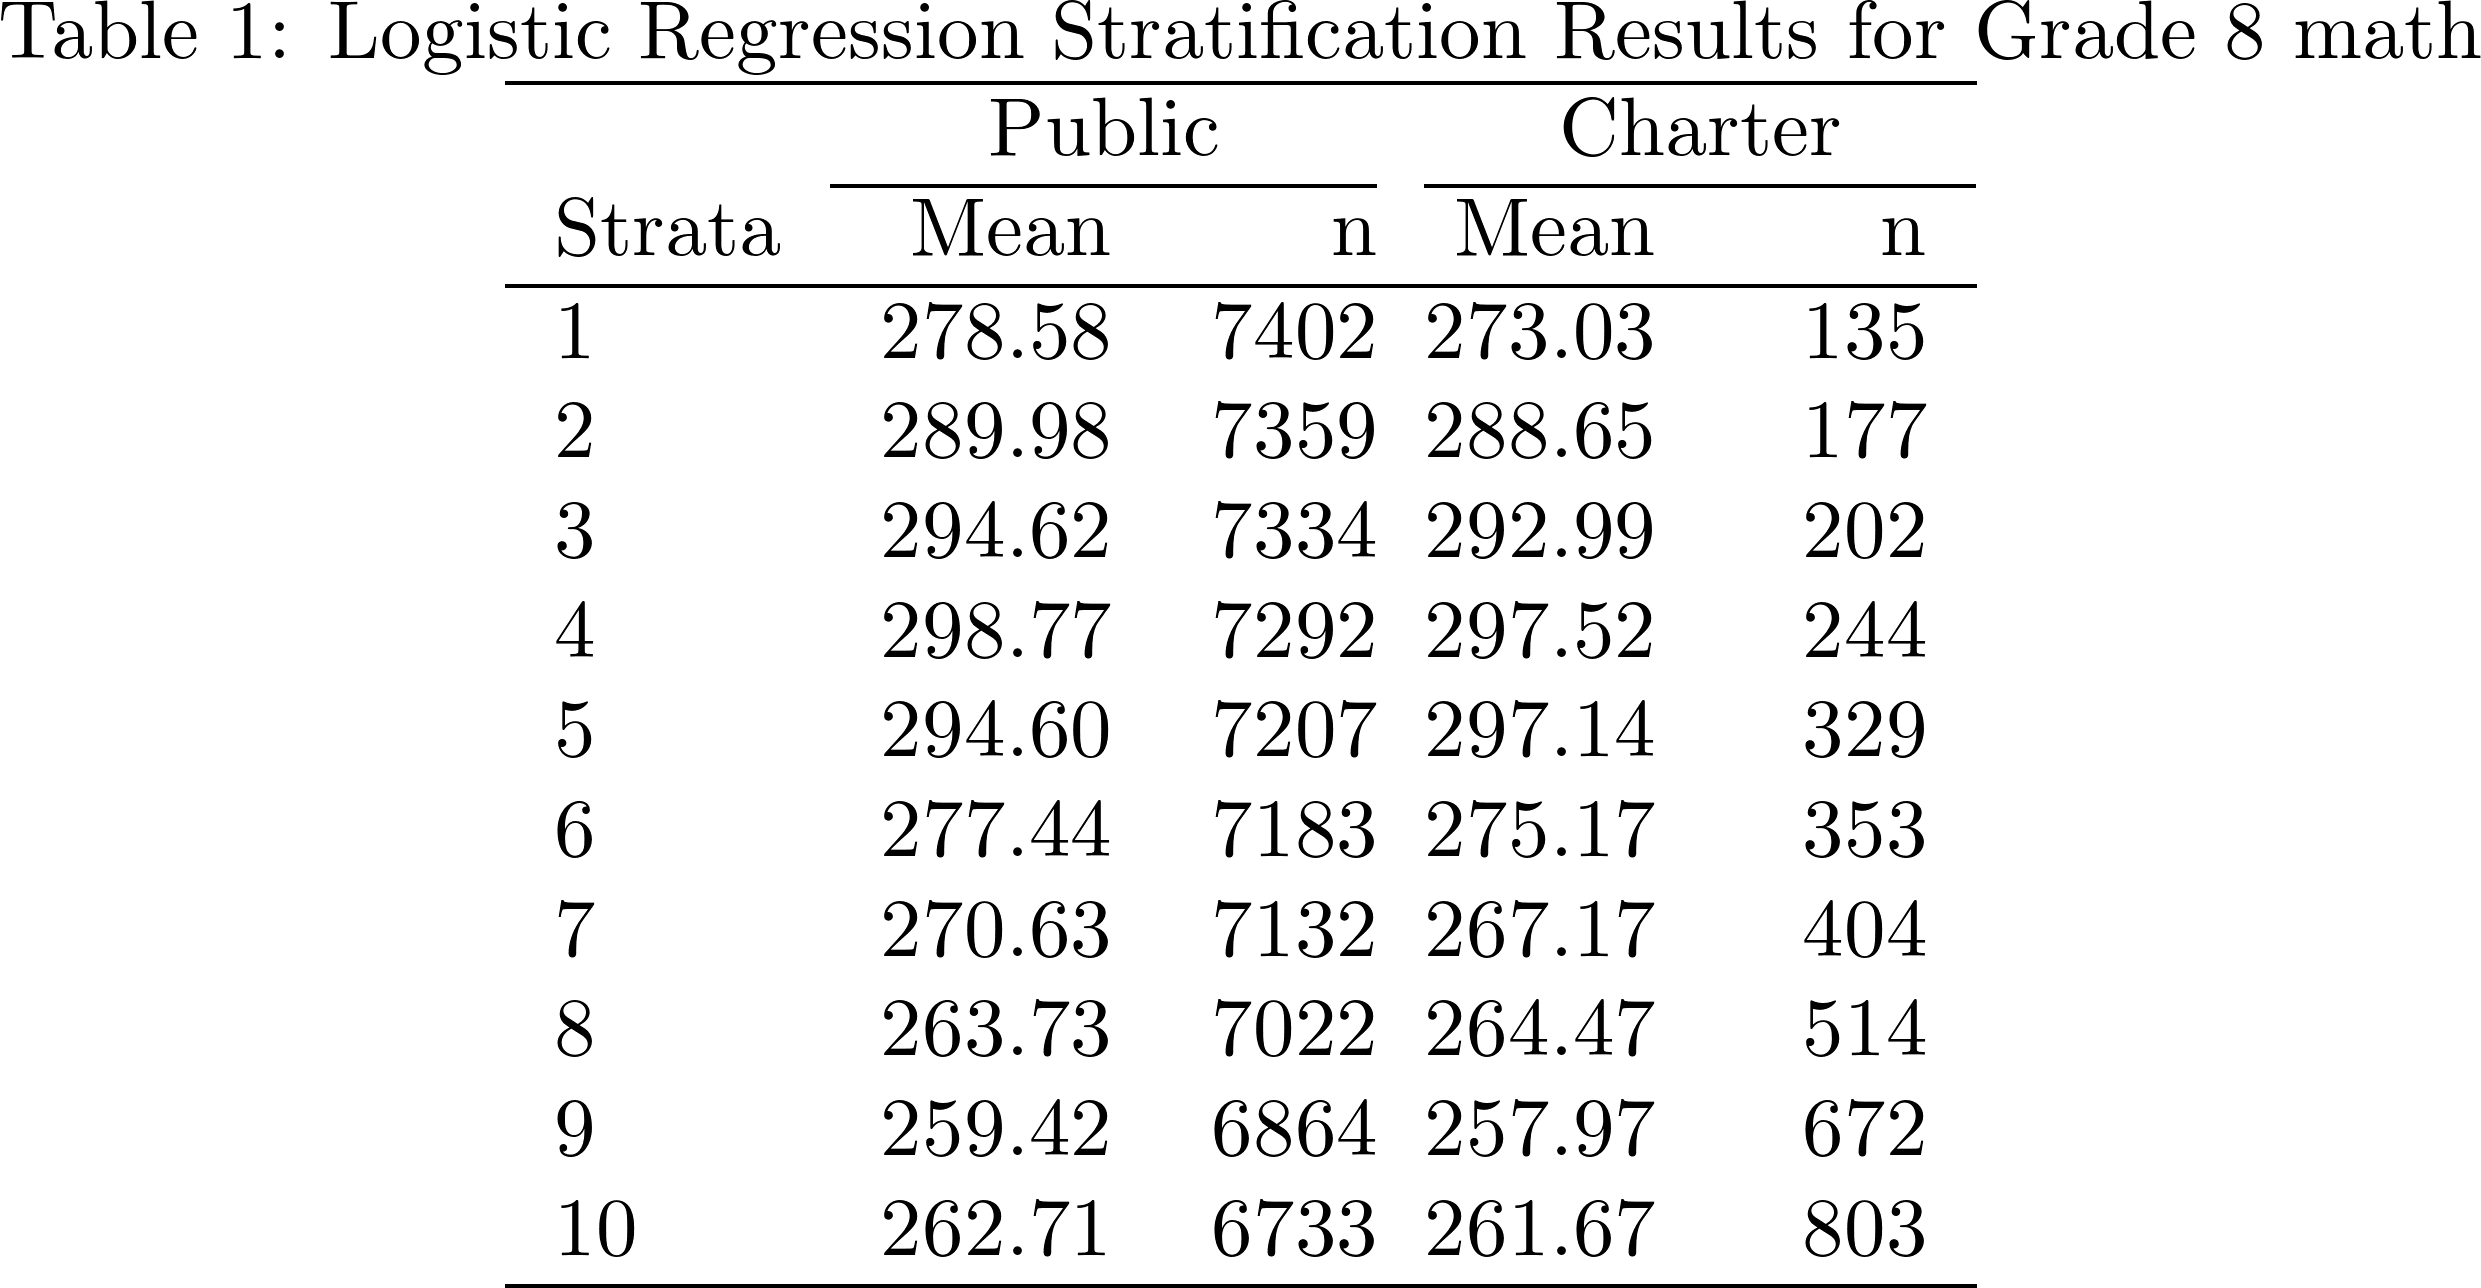 Table 1: Logistic Regression Stratification Results for Grade 8 math
Public Charter
Strata Mean n Mean n
1 278.58 7402 273.03 135
2 289.98 7359 288.65 177
3 294.62 7334 292.99 202
4 298.77 7292 297.52 244
5 294.60 7207 297.14 329
6 277.44 7183 275.17 353
7 270.63 7132 267.17 404
8 263.73 7022 264.47 514
9 259.42 6864 257.97 672
10 262.71 6733 261.67 803